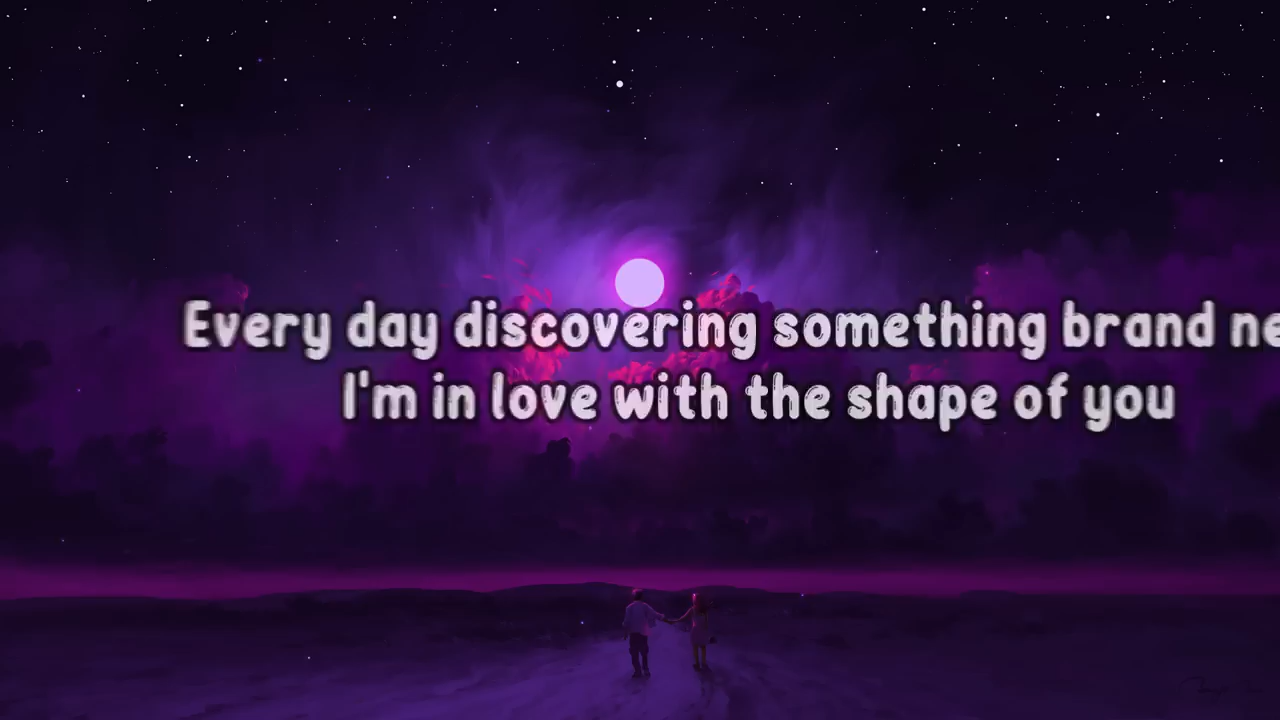 Every day discovering something brand ne
I'm in love with the shape of you